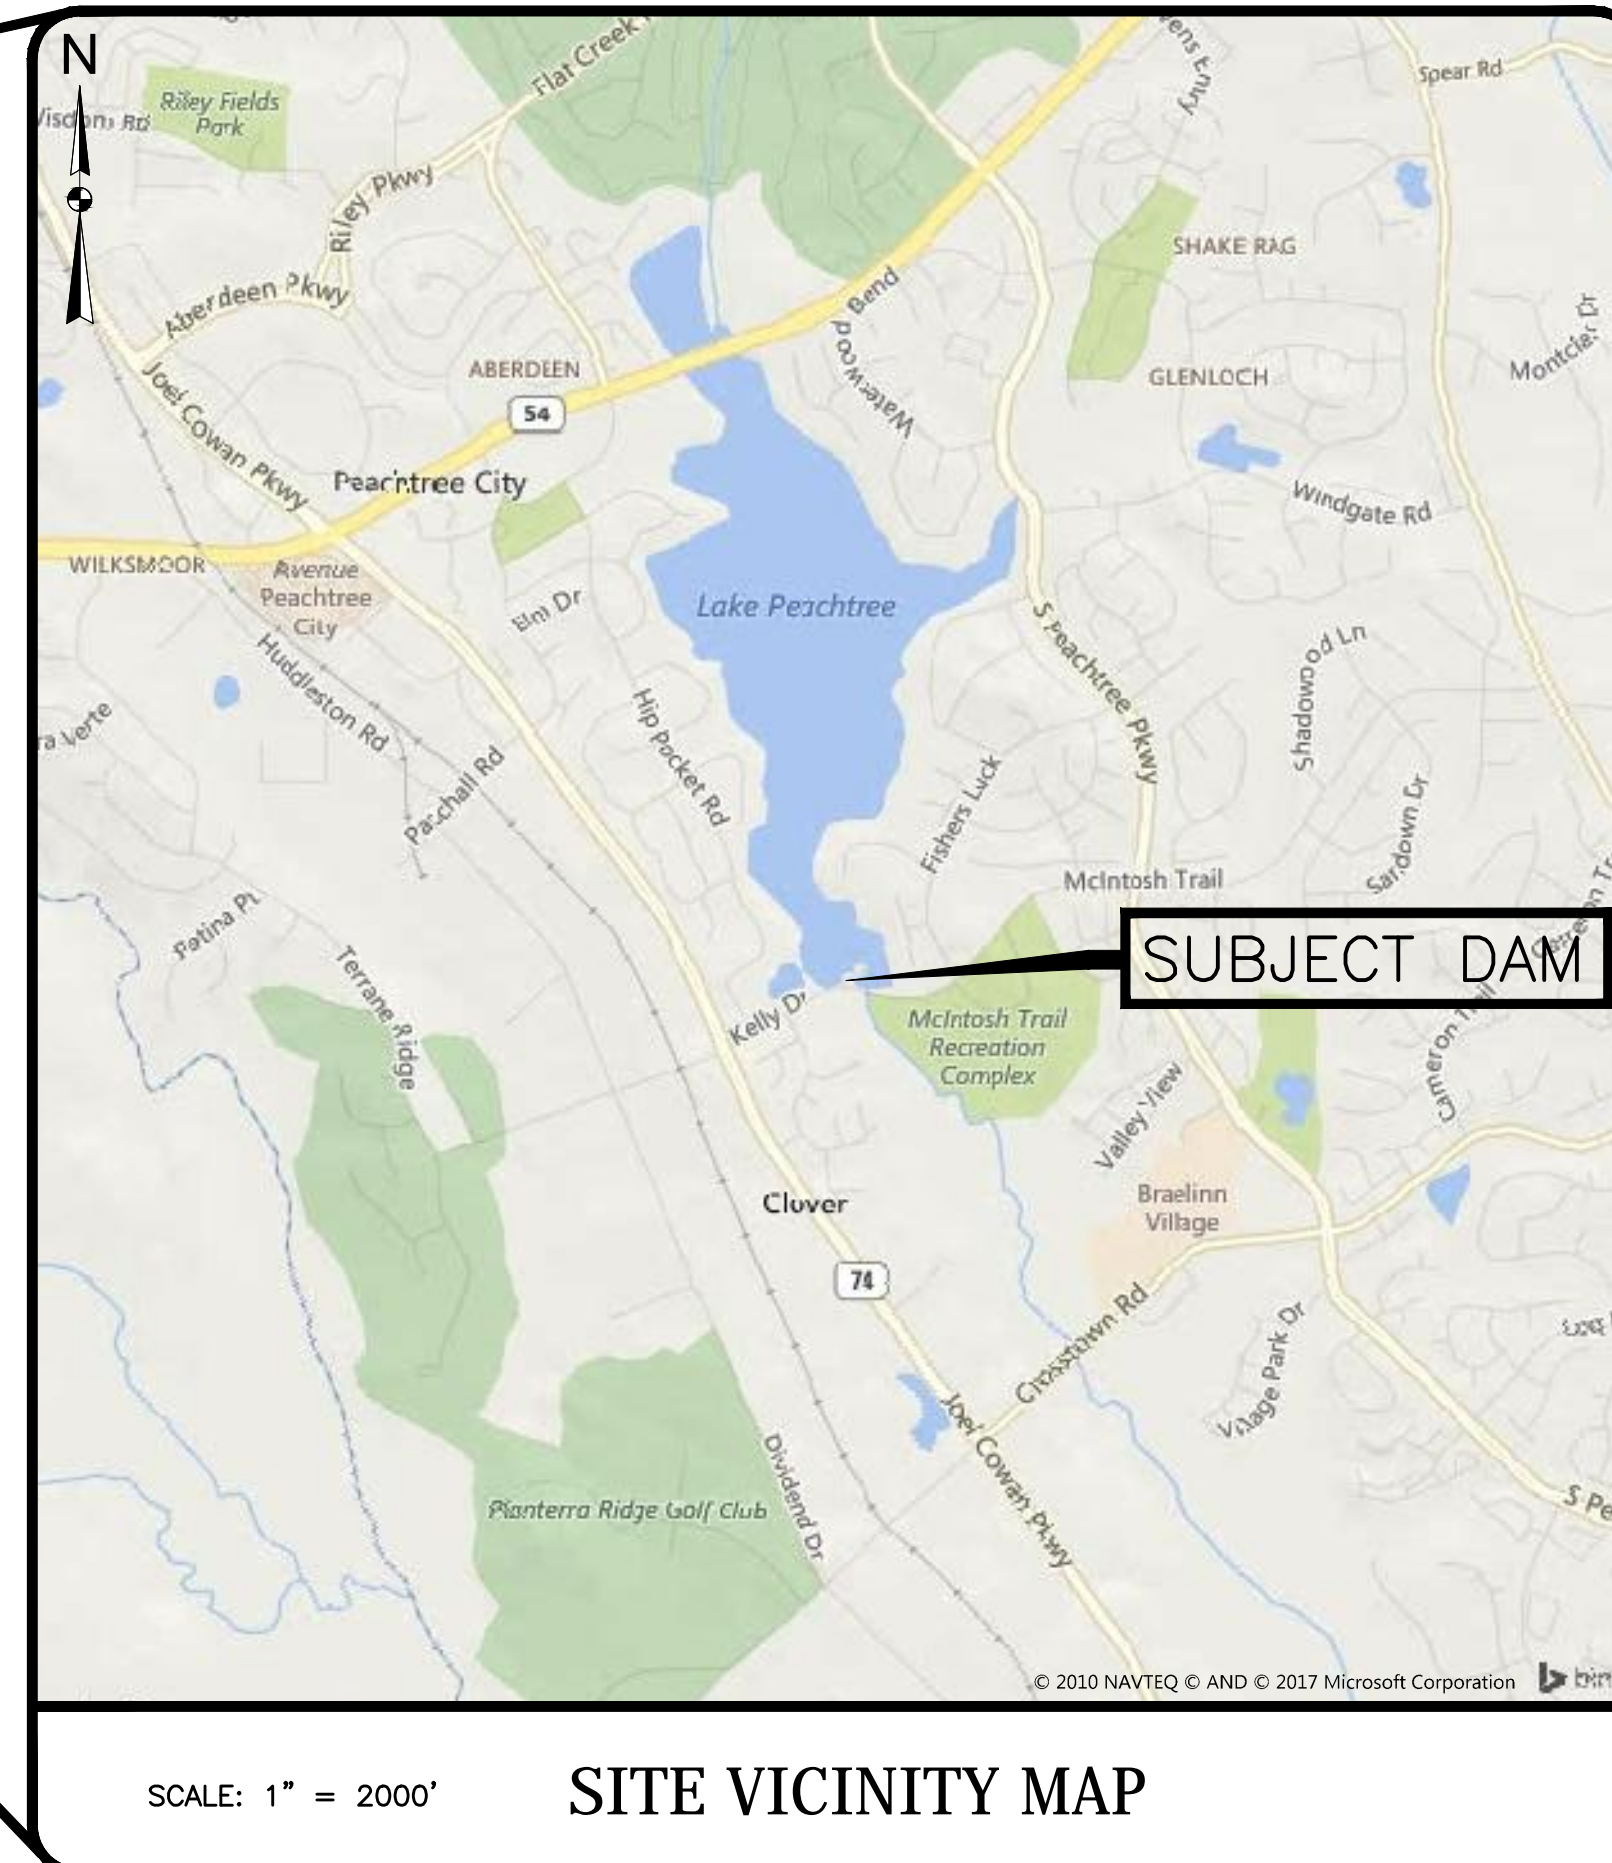 N
Flat Creek
Spear Rd
Riley Fields
Park
Riley Pkwy
SHAKE RAG
Aberdeen Pkwy
Bend
Waterwood
Montclair Dr
ABERDEEN
GLENLOCH
54
Joel Cowan Pkwy
Peachtree City
Windgate Rd
WILKSMOOR
Avenue
Peachtree
City
Elm Dr
Lake Peachtree
S Peachtree Pkwy
Shadowood Ln
Huddleston Rd
Hip Pocket Rd
Paschall Rd
Fishers Luck
Sandown Dr
McIntosh Trail
Petina Pt
Terrane Ridge
SUBJECT DAM
Kelly Dr
McIntosh Trail
Recreation
Complex
Cameron Trail
Valley View
Braelinn
Village
Clover
74
Crosstown Rd
Village Park Dr
Joel Cowan Pkwy
Dividend Dr
Planterra Ridge Golf Club
S Pe
© 2010 NAVTEQ © AND © 2017 Microsoft Corporation
bin
SCALE: 1" = 2000'
SITE VICINITY MAP